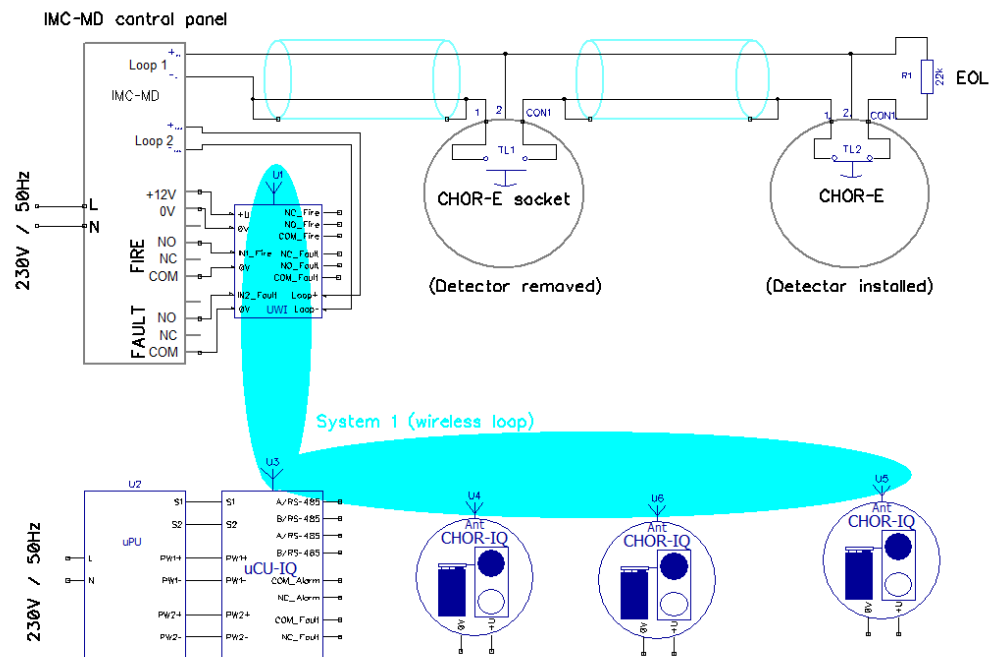 IMC-MD control panel
+..
Loop 1
-.
IMC-MD
+...
Loop 2
-...
R1
22k
EOL
1
2
CON1
TL1
CHOR-E socket
(Detector removed)
1
2
CON1
TL2
CHOR-E
(Detector installed)
230V / 50Hz
L
N
+12V
0V
FIRE
NO
NC
COM
FAULT
NO
NC
COM
U1
+U
0V
IN1_Fire
0V
IN2_Fault
0V
NC_Fire
NO_Fire
COM_Fire
NC_Fault
NO_Fault
COM_Fault
Loop+
UWI
Loop-
System 1 (wireless loop)
230V / 50Hz
U2
uPU
L
N
S1
S2
PW1+
PW1-
PW2+
PW2-
U3
S1
S2
PW1+
PW1-
PW2+
PW2-
uCU-IQ
A/RS-485
B/RS-485
A/RS-485
B/RS-485
COM_Alarm
NC_Alarm
COM_Fault
NC_Fault
U4
Ant
CHOR-IQ
A0
U+
U6
Ant
CHOR-IQ
A0
U+
U5
Ant
CHOR-IQ
A0
U+